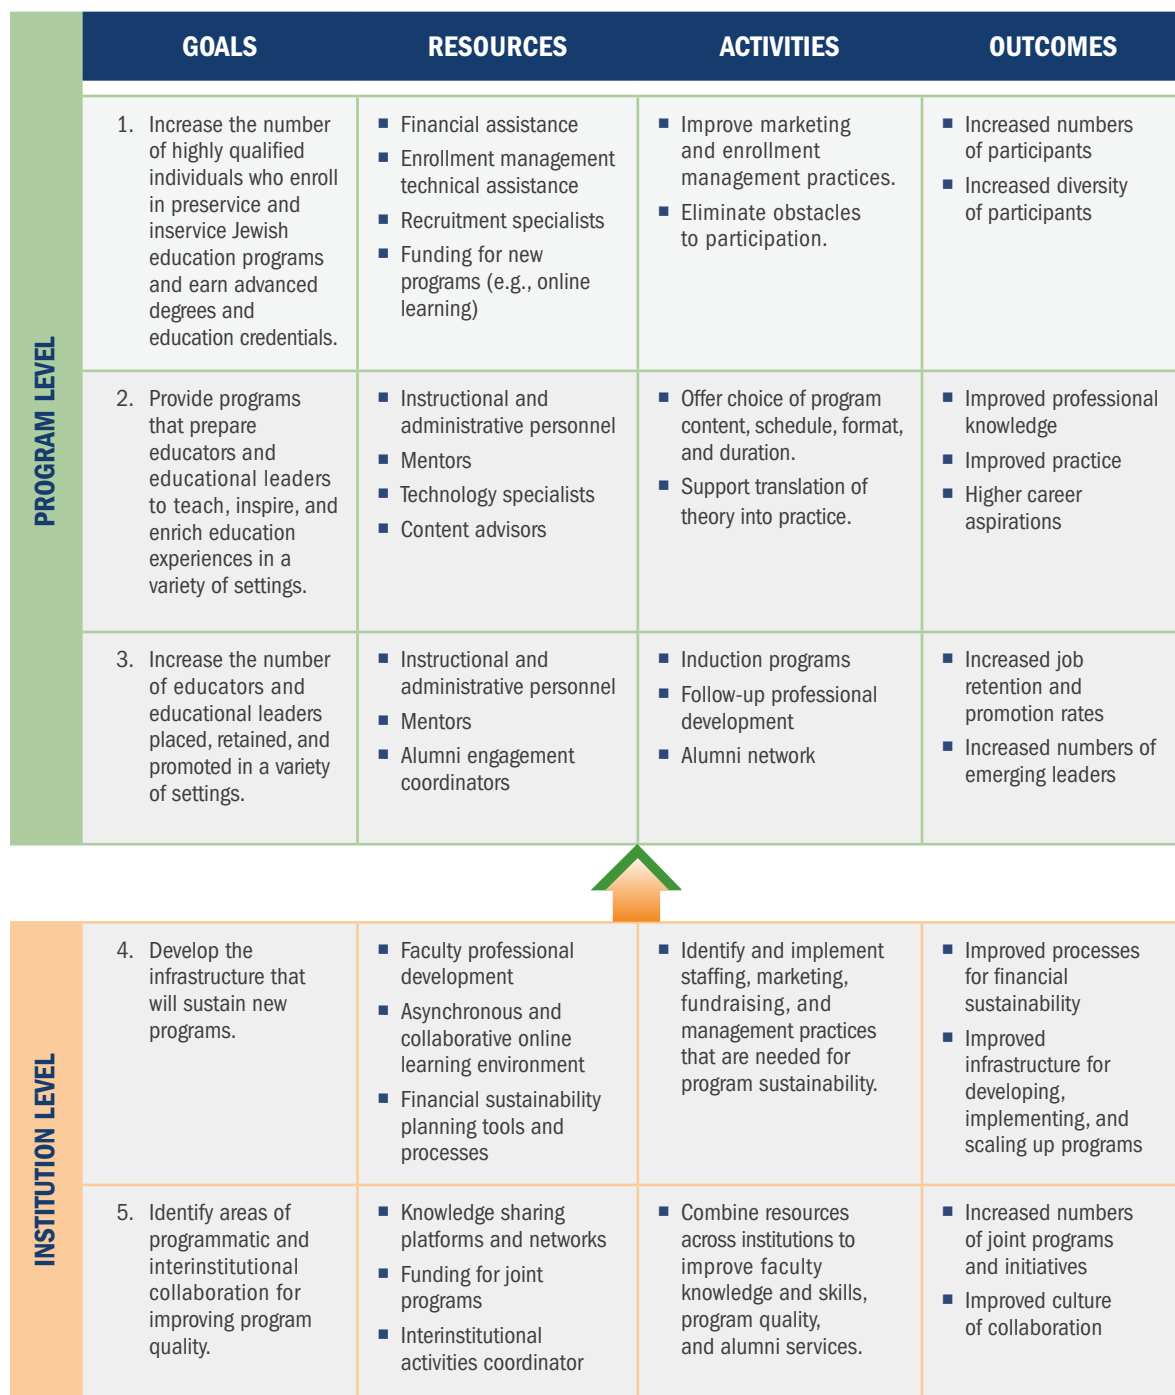 GOALS
RESOURCES
ACTIVITIES
OUTCOMES
PROGRAM LEVEL
1. Increase the number
of highly qualified
individuals who enroll
in preservice and
inservice Jewish
education programs
and earn advanced
degrees and
education credentials.
■ Financial assistance
■ Enrollment management
technical assistance
■ Recruitment specialists
■ Funding for new
programs (e.g., online
learning)
■ Improve marketing
and enrollment
management practices.
■ Eliminate obstacles
to participation.
■ Increased numbers
of participants
■ Increased diversity
of participants
2. Provide programs
that prepare
educators and
educational leaders
to teach, inspire, and
enrich education
experiences in a
variety of settings.
■ Instructional and
administrative personnel
■ Mentors
■ Technology specialists
■ Content advisors
■ Offer choice of program
content, schedule, format,
and duration.
■ Support translation of
theory into practice.
■ Improved professional
knowledge
■ Improved practice
■ Higher career
aspirations
3. Increase the number
of educators and
educational leaders
placed, retained, and
promoted in a variety
of settings.
■ Instructional and
administrative personnel
■ Mentors
■ Alumni engagement
coordinators
■ Induction programs
■ Follow-up professional
development
■ Alumni network
■ Increased job
retention and
promotion rates
■ Increased numbers of
emerging leaders
INSTITUTION LEVEL
4. Develop the
infrastructure that
will sustain new
programs.
■ Faculty professional
development
■ Asynchronous and
collaborative online
learning environment
■ Financial sustainability
planning tools and
processes
■ Identify and implement
staffing, marketing,
fundraising, and
management practices
that are needed for
program sustainability.
■ Improved processes
for financial
sustainability
■ Improved
infrastructure for
developing,
implementing, and
scaling up programs
5. Identify areas of
programmatic and
interinstitutional
collaboration for
improving program
quality.
■ Knowledge sharing
platforms and networks
■ Funding for joint
programs
■ Interinstitutional
activities coordinator
■ Combine resources
across institutions to
improve faculty
knowledge and skills,
program quality,
and alumni services.
■ Increased numbers
of joint programs
and initiatives
■ Improved culture
of collaboration